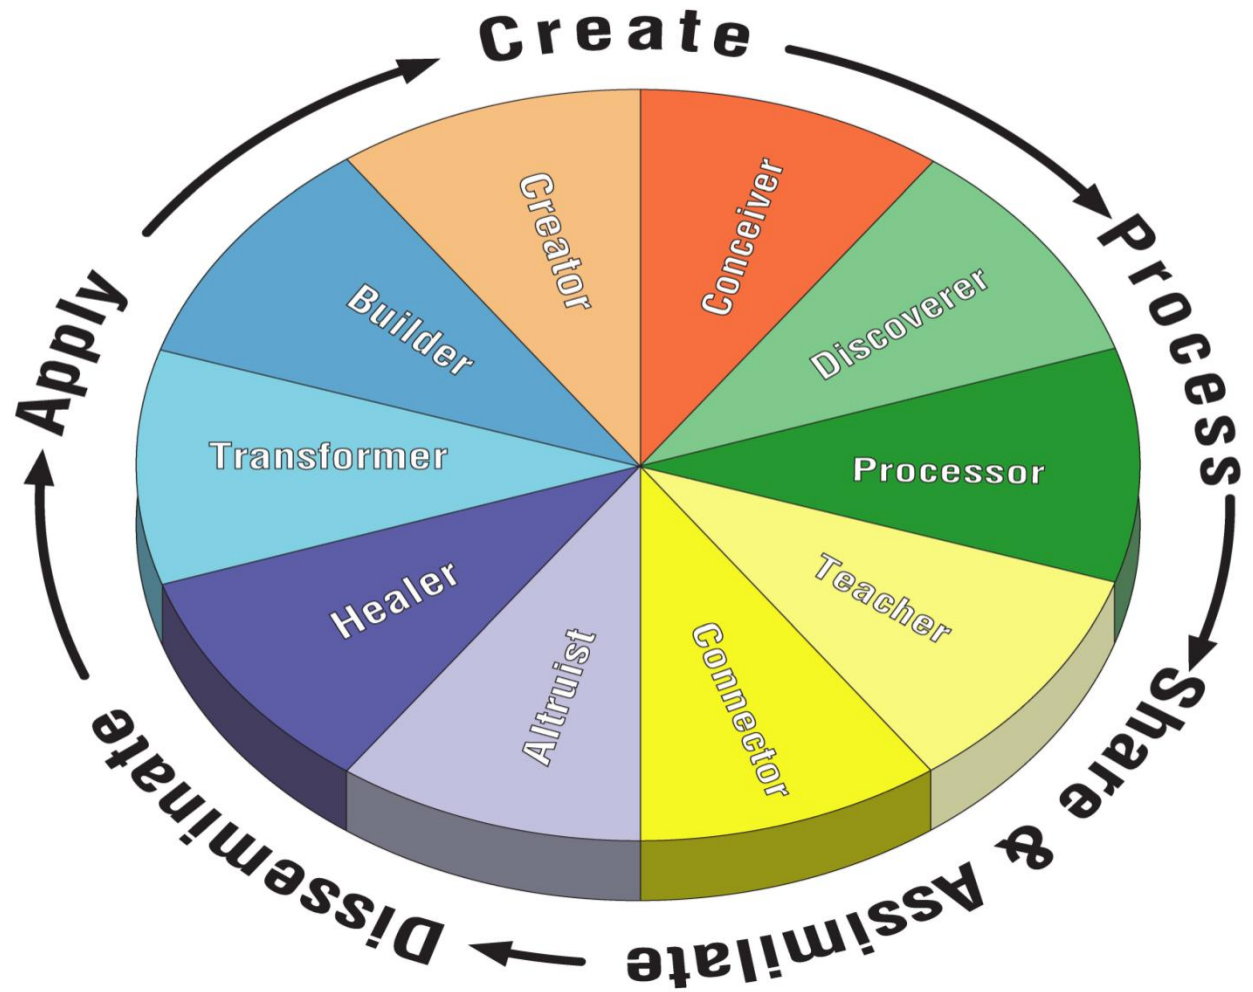 Create
Process
Share & Assimilate
Disseminate
Apply
Creator
Conceiver
Discoverer
Processor
Teacher
Connector
Altruist
Healer
Transformer
Builder